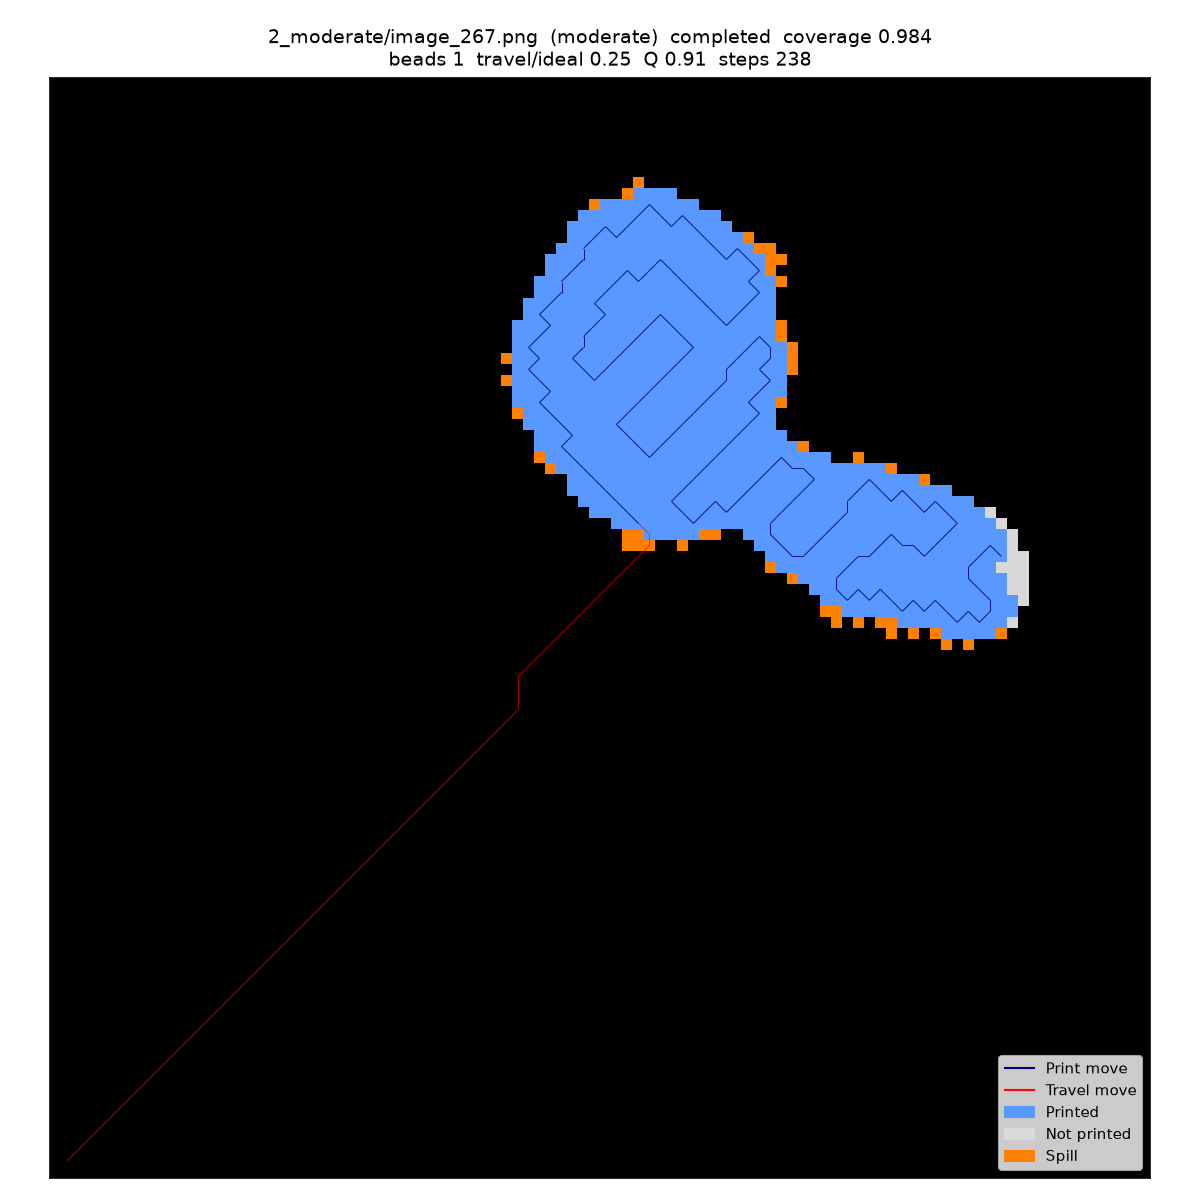 2_moderate/image_267.png  (moderate)  completed  coverage 0.984
beads 1  travel/ideal 0.25  Q 0.91  steps 238
Print move
Travel move
Printed
Not printed
Spill